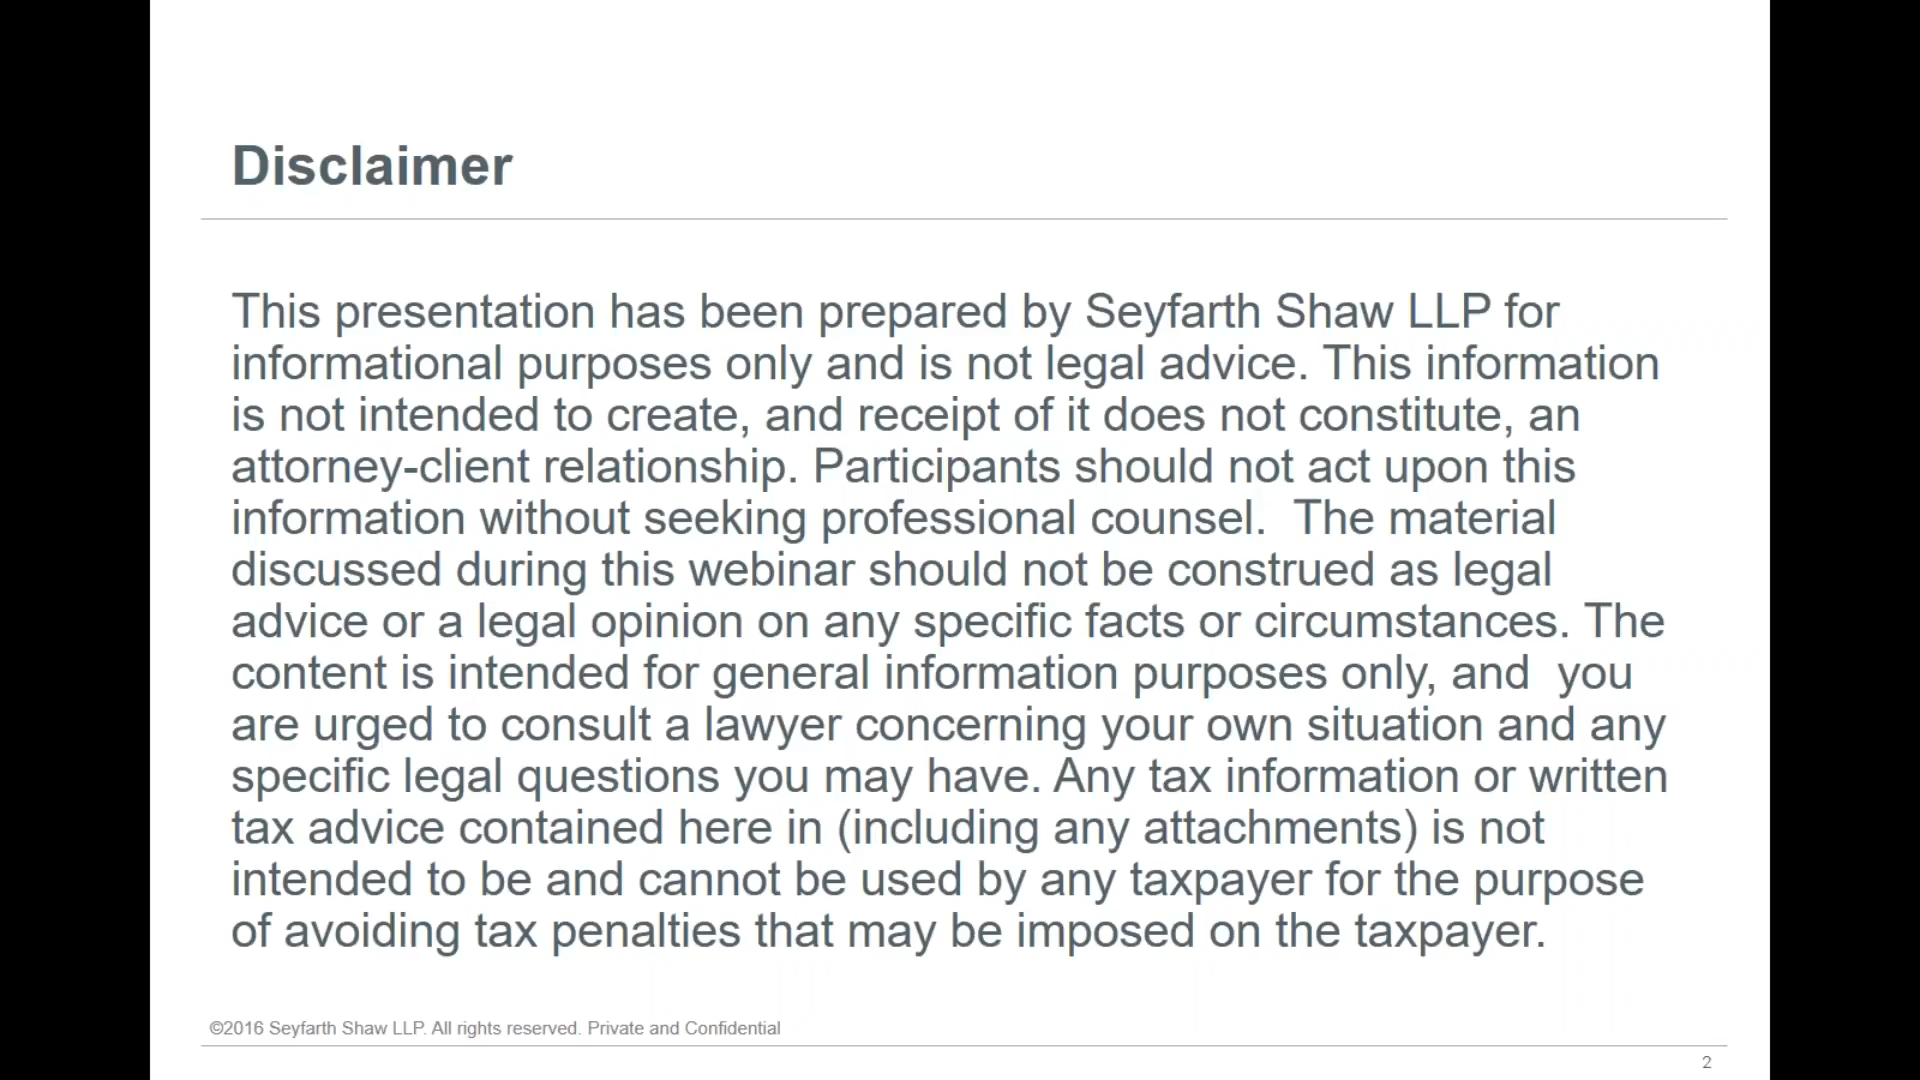 Disclaimer
This presentation has been prepared by Seyfarth Shaw LLP for
informational purposes only and is not legal advice. This information
is not intended to create, and receipt of it does not constitute, an
attorney-client relationship. Participants should not act upon this
information without seeking professional counsel.  The material
discussed during this webinar should not be construed as legal
advice or a legal opinion on any specific facts or circumstances. The
content is intended for general information purposes only, and  you
are urged to consult a lawyer concerning your own situation and any
specific legal questions you may have. Any tax information or written
tax advice contained here in (including any attachments) is not
intended to be and cannot be used by any taxpayer for the purpose
of avoiding tax penalties that may be imposed on the taxpayer.
©2016 Seyfarth Shaw LLP. All rights reserved. Private and Confidential
2